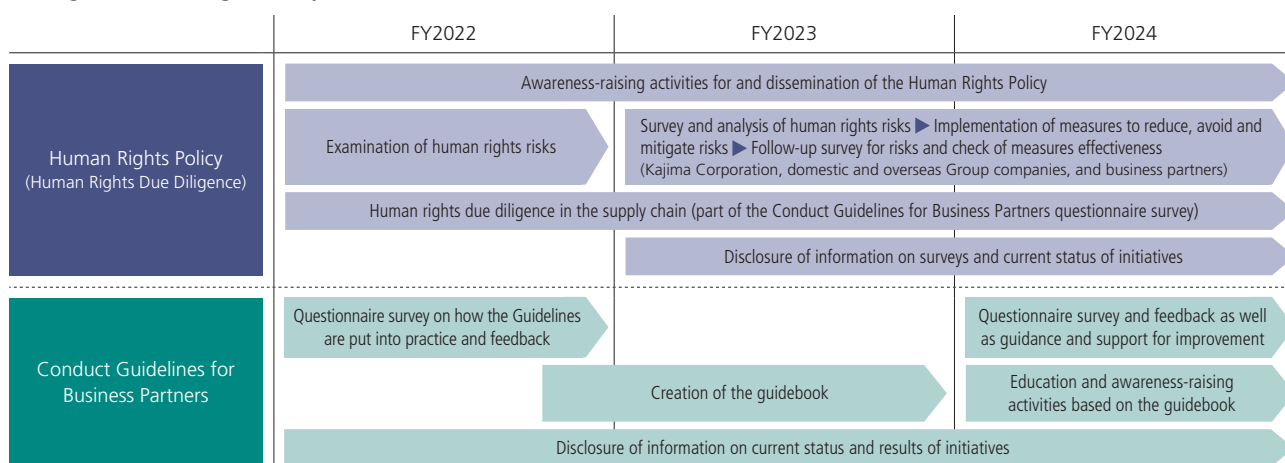 FY2022
FY2023
FY2024
Human Rights Policy
(Human Rights Due Diligence)
Awareness-raising activities for and dissemination of the Human Rights Policy
Examination of human rights risks
Survey and analysis of human rights risks ▶ Implementation of measures to reduce, avoid and
mitigate risks ▶ Follow-up survey for risks and check of measures effectiveness
(Kajima Corporation, domestic and overseas Group companies, and business partners)
Human rights due diligence in the supply chain (part of the Conduct Guidelines for Business Partners questionnaire survey)
Disclosure of information on surveys and current status of initiatives
Conduct Guidelines for
Business Partners
Questionnaire survey on how the Guidelines
are put into practice and feedback
Questionnaire survey and feedback as well
as guidance and support for improvement
Creation of the guidebook
Education and awareness-raising
activities based on the guidebook
Disclosure of information on current status and results of initiatives